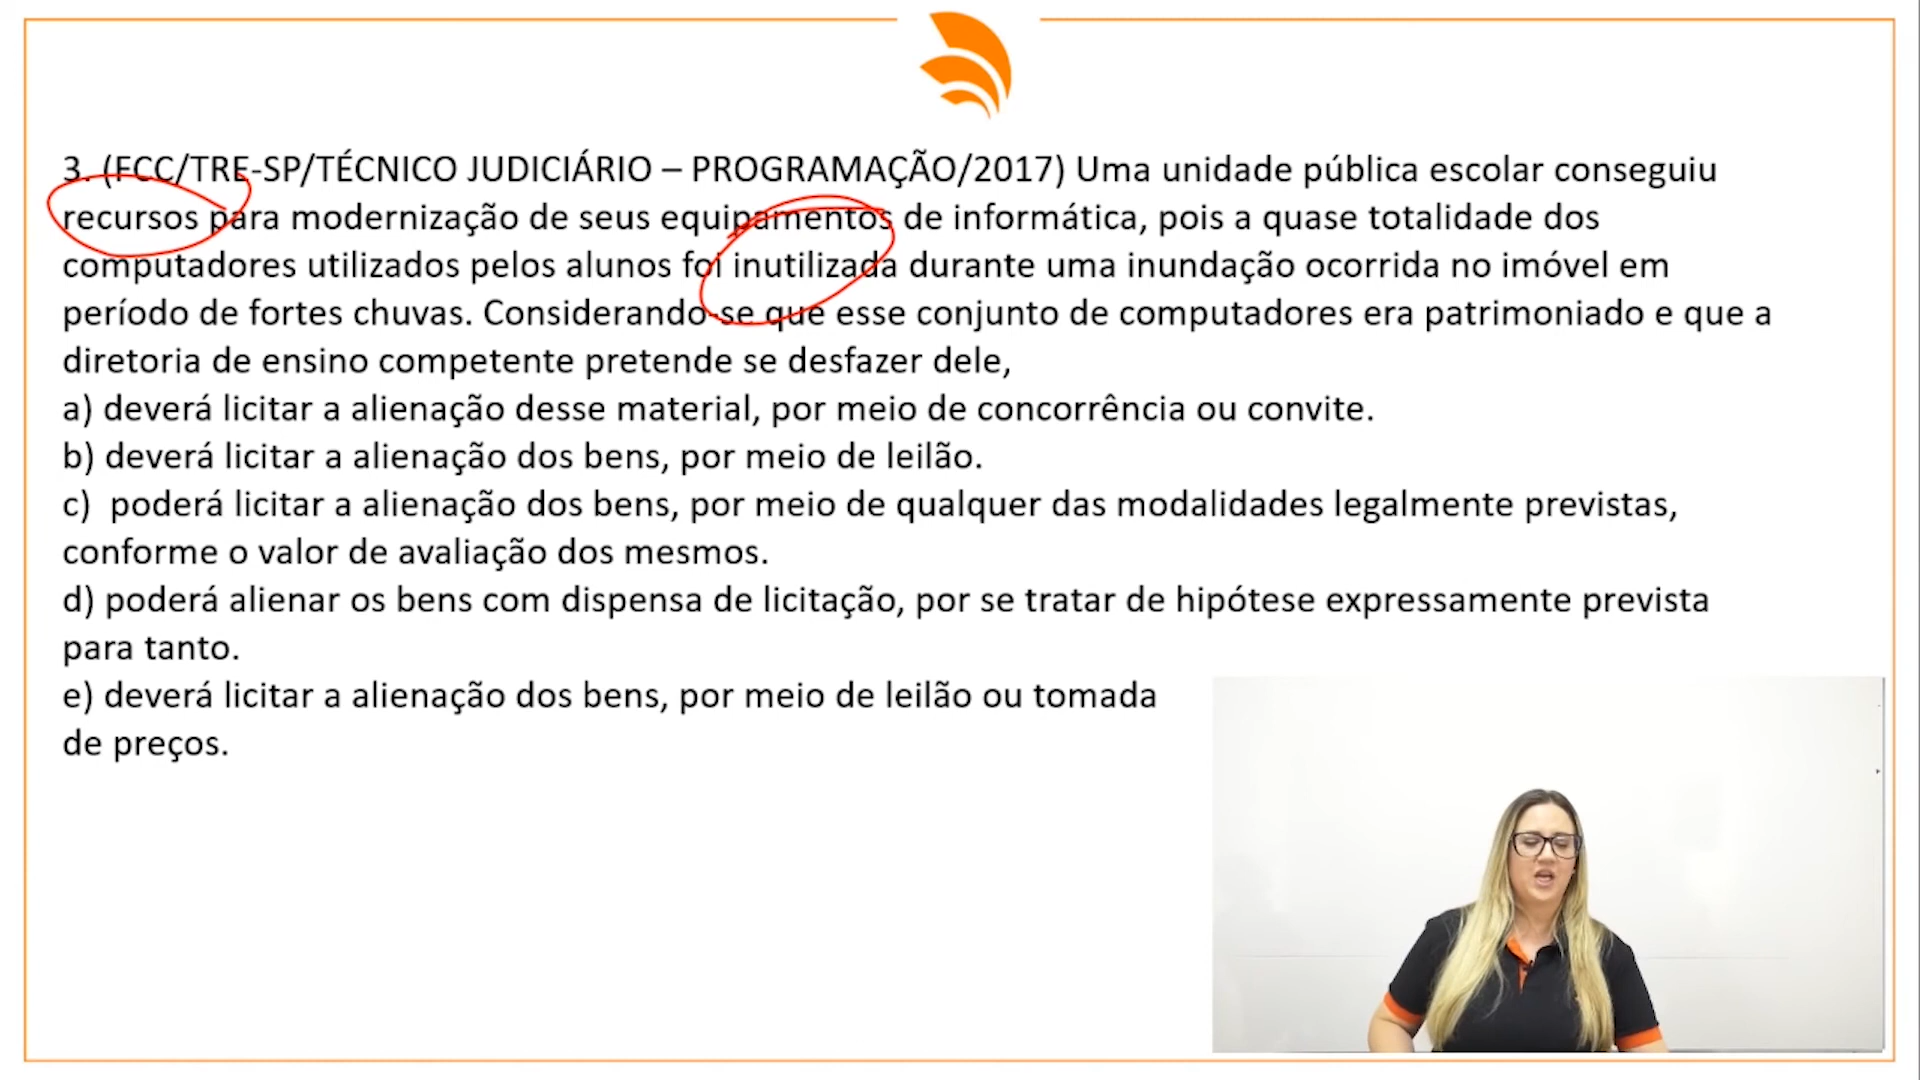 3. (FCC/TRE-SP/TÉCNICO JUDICIÁRIO – PROGRAMAÇÃO/2017) Uma unidade pública escolar conseguiu
recursos para modernização de seus equipamentos de informática, pois a quase totalidade dos
computadores utilizados pelos alunos foi inutilizada durante uma inundação ocorrida no imóvel em
período de fortes chuvas. Considerando-se que esse conjunto de computadores era patrimoniado e que a
diretoria de ensino competente pretende se desfazer dele,
a) deverá licitar a alienação desse material, por meio de concorrência ou convite.
b) deverá licitar a alienação dos bens, por meio de leilão.
c) poderá licitar a alienação dos bens, por meio de qualquer das modalidades legalmente previstas,
conforme o valor de avaliação dos mesmos.
d) poderá alienar os bens com dispensa de licitação, por se tratar de hipótese expressamente prevista
para tanto.
e) deverá licitar a alienação dos bens, por meio de leilão ou tomada
de preços.